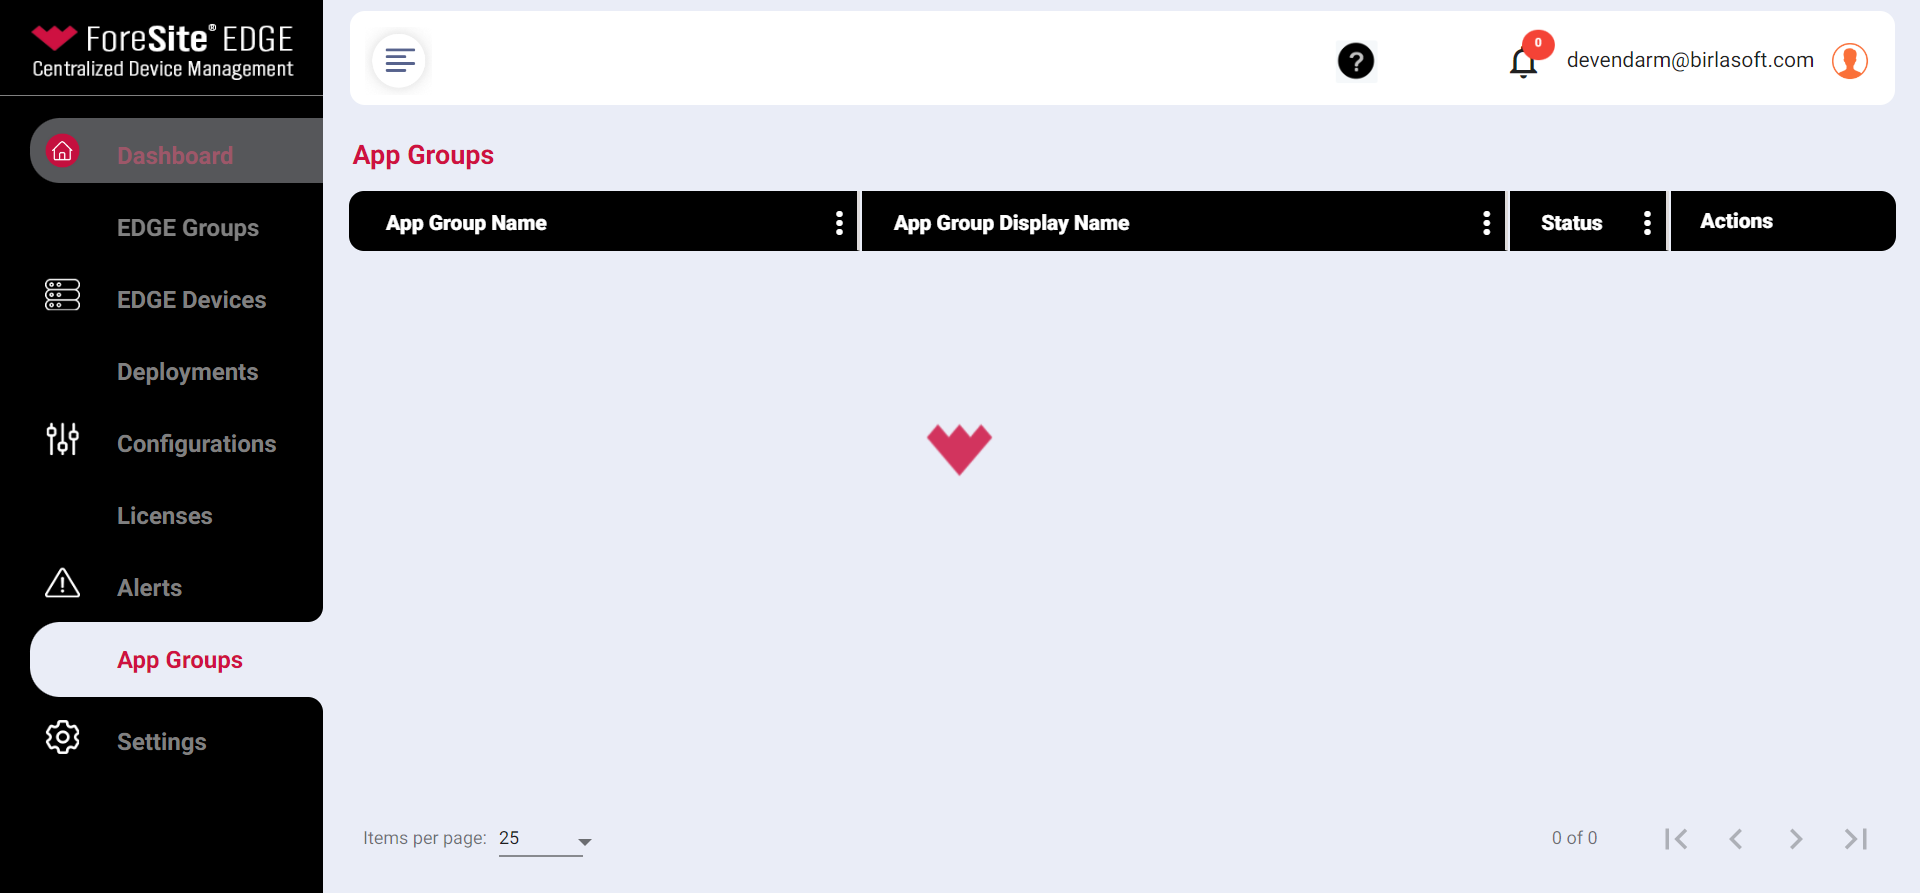 ForeSite® EDGE
Centralized Device Management
?
0
devendarm@birlasoft.com
Dashboard
EDGE Groups
EDGE Devices
Deployments
Configurations
Licenses
Alerts
App Groups
Settings
App Groups
App Group Name
App Group Display Name
Status
Actions
Items per page: 25
0 of 0